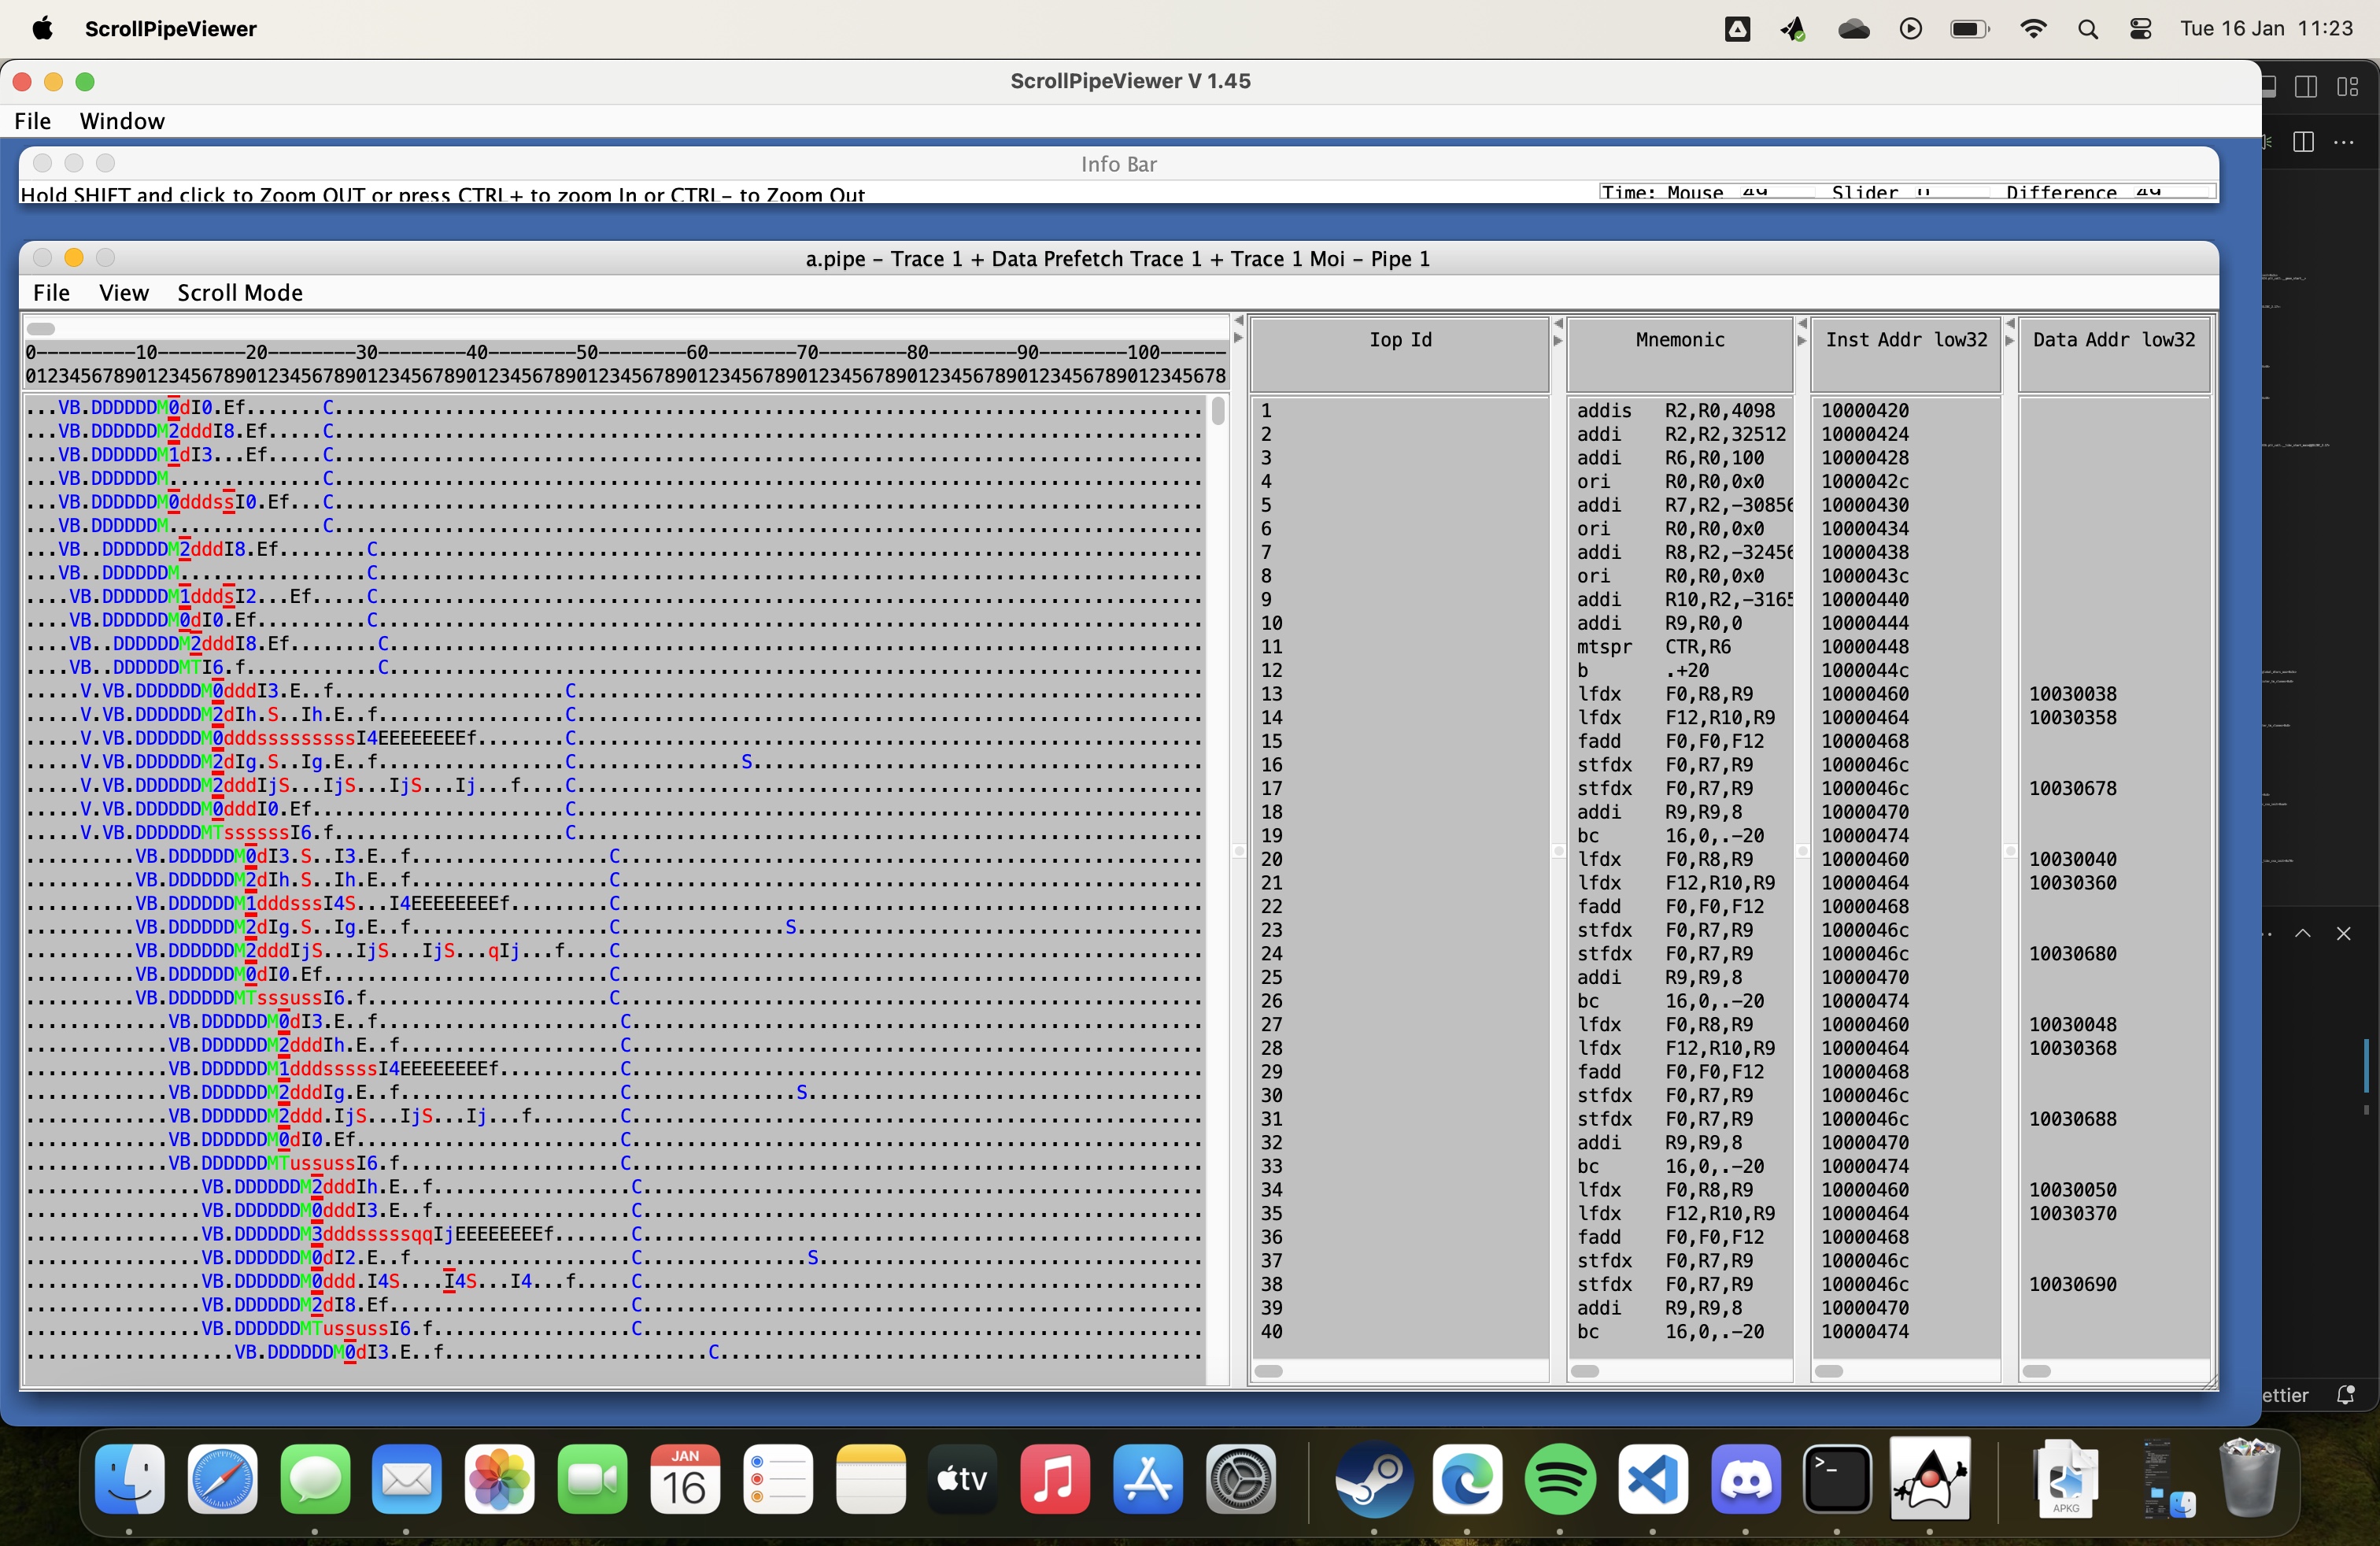 ScrollPipeViewer
Tue 16 Jan 11:23
ScrollPipeViewer V 1.45
File Window
Info Bar
Hold SHIFT and click to Zoom OUT or press CTRL+ to zoom In or CTRL- to Zoom Out Time: Mouse 49 Slider 0 Difference 49
a.pipe - Trace 1 + Data Prefetch Trace 1 + Trace 1 Moi - Pipe 1
File View Scroll Mode
Iop Id Mnemonic Inst Addr low32 Data Addr low32
0---------10--------20--------30--------40--------50--------60--------70--------80--------90--------100------
0123456789012345678901234567890123456789012345678901234567890123456789012345678901234567890123456789012345678
...VB.DDDDDDM0dI0.Ef.......C............................................................................... 1 addis R2,R0,4098 10000420
...VB.DDDDDDM2dddI8.Ef.....C............................................................................... 2 addi R2,R2,32512 10000424
...VB.DDDDDDM1dI3...Ef.....C............................................................................... 3 addi R6,R0,100 10000428
...VB.DDDDDDM..............C............................................................................... 4 ori R0,R0,0x0 1000042c
...VB.DDDDDDM0dddssI0.Ef...C............................................................................... 5 addi R7,R2,-30856 10000430
...VB.DDDDDDM..............C............................................................................... 6 ori R0,R0,0x0 10000434
...VB..DDDDDDM2dddI8.Ef........C........................................................................... 7 addi R8,R2,-32456 10000438
...VB..DDDDDDM.................C........................................................................... 8 ori R0,R0,0x0 1000043c
....VB.DDDDDDM1dddsI2...Ef.....C........................................................................... 9 addi R10,R2,-3165 10000440
....VB.DDDDDDM0dI0.Ef..........C........................................................................... 10 addi R9,R0,0 10000444
....VB..DDDDDDM2dddI8.Ef........C.......................................................................... 11 mtspr CTR,R6 10000448
....VB..DDDDDDMTI6.f............C.......................................................................... 12 b .+20 1000044c
.....V.VB.DDDDDDM0dddI3.E..f.....................C......................................................... 13 lfdx F0,R8,R9 10000460 10030038
.....V.VB.DDDDDDM2dIh.S..Ih.E..f.................C......................................................... 14 lfdx F12,R10,R9 10000464 10030358
.....V.VB.DDDDDDM0dddsssssssssI4EEEEEEEEf........C......................................................... 15 fadd F0,F0,F12 10000468
.....V.VB.DDDDDDM2dIg.S..Ig.E..f.................C...............S......................................... 16 stfdx F0,R7,R9 1000046c
.....V.VB.DDDDDDM2dddIjS...IjS...IjS...Ij...f....C......................................................... 17 stfdx F0,R7,R9 1000046c 10030678
.....V.VB.DDDDDDM0dddI0.Ef.......................C......................................................... 18 addi R9,R9,8 10000470
.....V.VB.DDDDDDMTssssssI6.f.....................C......................................................... 19 bc 16,0,.-20 10000474
..........VB.DDDDDDM0dI3.S..I3.E..f..................C..................................................... 20 lfdx F0,R8,R9 10000460 10030040
..........VB.DDDDDDM2dIh.S..Ih.E..f..................C..................................................... 21 lfdx F12,R10,R9 10000464 10030360
..........VB.DDDDDDM1dddsssI4S...I4EEEEEEEEf.........C..................................................... 22 fadd F0,F0,F12 10000468
..........VB.DDDDDDM2dIg.S..Ig.E..f..................C...............S..................................... 23 stfdx F0,R7,R9 1000046c
..........VB.DDDDDDM2dddIjS...IjS...IjS...qIj...f....C..................................................... 24 stfdx F0,R7,R9 1000046c 10030680
..........VB.DDDDDDM0dI0.Ef..........................C..................................................... 25 addi R9,R9,8 10000470
..........VB.DDDDDDMTsssussI6.f......................C..................................................... 26 bc 16,0,.-20 10000474
.............VB.DDDDDDM0dI3.E..f......................C.................................................... 27 lfdx F0,R8,R9 10000460 10030048
.............VB.DDDDDDM2dddIh.E..f....................C.................................................... 28 lfdx F12,R10,R9 10000464 10030368
.............VB.DDDDDDM1dddsssssI4EEEEEEEEf...........C.................................................... 29 fadd F0,F0,F12 10000468
.............VB.DDDDDDM2dddIg.E..f....................C...............S.................................... 30 stfdx F0,R7,R9 1000046c
.............VB.DDDDDDM2ddd.IjS...IjS...Ij...f........C.................................................... 31 stfdx F0,R7,R9 1000046c 10030688
.............VB.DDDDDDM0dI0.Ef........................C.................................................... 32 addi R9,R9,8 10000470
.............VB.DDDDDDMTussussI6.f....................C.................................................... 33 bc 16,0,.-20 10000474
................VB.DDDDDDM2dddIh.E..f..................C................................................... 34 lfdx F0,R8,R9 10000460 10030050
................VB.DDDDDDM0dddI3.E..f..................C................................................... 35 lfdx F12,R10,R9 10000464 10030370
................VB.DDDDDDM3dddsssssqqIjEEEEEEEEf.......C................................................... 36 fadd F0,F0,F12 10000468
................VB.DDDDDDM0dI2.E..f....................C...............S................................... 37 stfdx F0,R7,R9 1000046c
................VB.DDDDDDM0ddd.I4S....I4S...I4...f.....C................................................... 38 stfdx F0,R7,R9 1000046c 10030690
................VB.DDDDDDM2dI8.Ef......................C................................................... 39 addi R9,R9,8 10000470
................VB.DDDDDDMTussussI6.f..................C................................................... 40 bc 16,0,.-20 10000474
...................VB.DDDDDDM0dI3.E..f........................C............................................
ettier
JAN
16
tv
>_
APKG